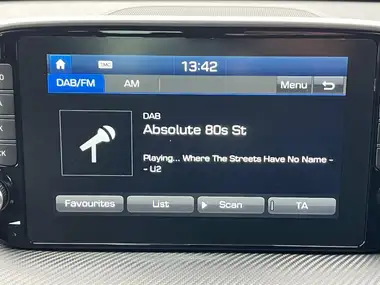 13:42
DAB/FM
AM
Menu
DAB
Absolute 80s St
Playing... Where The Streets Have No Name -
- U2
Favourites
List
Scan
TA